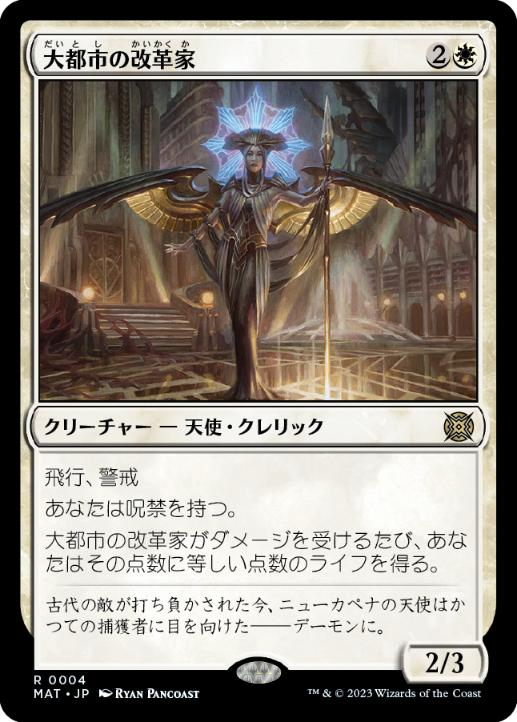 だいとし かいかくか
大都市の改革家
2
クリーチャー — 天使・クレリック
飛行、警戒
あなたは呪禁を持つ。
大都市の改革家がダメージを受けるたび、あな
たはその点数に等しい点数のライフを得る。
古代の敵が打ち負かされた今、ニューカペナの天使はか
つての捕獲者に目を向けた――デーモンに。
2/3
R 0004
MAT • JP Ryan Pancoast
™ & © 2023 Wizards of the Coast